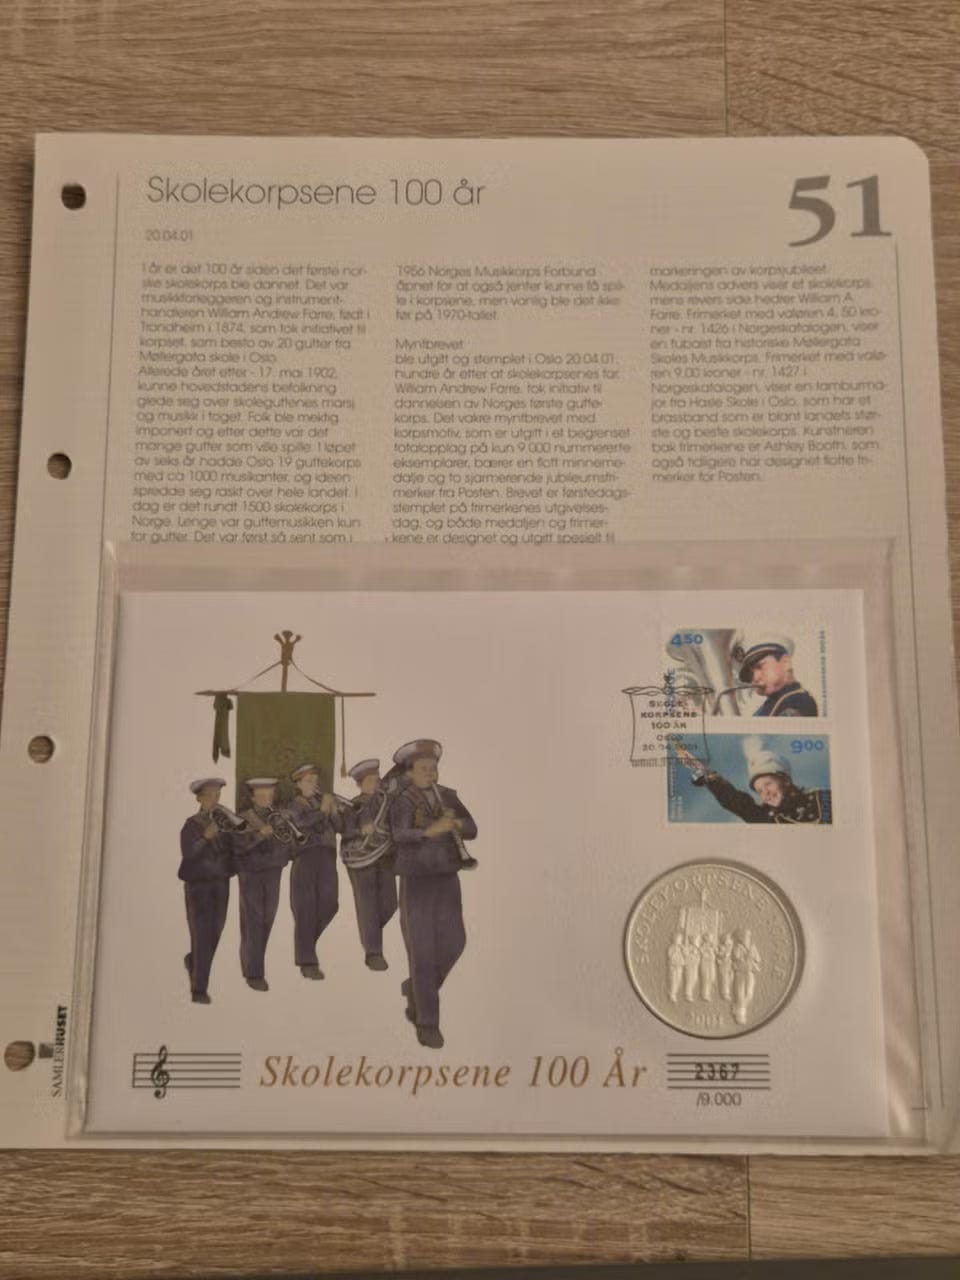 Skolekorpsene 100 år
51
20.04.01
I år er det 100 år siden det første nor-
ske skolekorps ble dannet. Det var
musikkforleggeren og instrument-
handleren William Andrew Farre, født i
Trondheim i 1874, som tok initiativet til
korpset, som besto av 20 gutter fra
Møllergata skole i Oslo.
Allerede året etter - 17. mai 1902,
kunne hovedstadens befolkning
glede seg over skoleguttenes marsj
og musikk i toget. Folk ble mektig
imponert og etter dette var det
mange gutter som ville spille. I løpet
av seks år hadde Oslo 19 guttekorps
med ca 1000 musikanter, og ideen
spredde seg raskt over hele landet. I
dag er det rundt 1500 skolekorps i
Norge. Lenge var guttemusikken kun
for gutter. Det var først så sent som i
1956 Norges Musikkorps Forbund
åpnet for at også jenter kunne få spil-
le i korpsene, men vanlig ble det ikke
før på 1970-tallet.
Myntbrevet
ble utgitt og stemplet i Oslo 20.04.01,
hundre år etter at skolekorpsenes far,
William Andrew Farre, tok initiativ til
dannelsen av Norges første gutte-
korps. Det vakre myntbrevet med
korpsmotiv, som er utgitt i et begrenset
totalopplag på kun 9.000 nummererte
eksemplarer, bærer en flott minneme-
dalje og to sjarmerende jubileumsfri-
merker fra Posten. Brevet er førstedags-
stemplet på frimerkenes utgivelses-
dag, og både medaljen og frimer-
kene er designet og utgitt spesielt til
markeringen av korpsjubileet.
Medaljens advers viser et skolekorps,
mens revers side hedrer William A.
Farre. Frimerket med valøren 4, 50 kro-
ner - nr. 1426 i Norgeskatalogen, viser
en tubaist fra historiske Møllergata
Skoles Musikkorps. Frimerket med valø-
ren 9.00 kroner - nr. 1427 i
Norgeskatalogen, viser en tamburma-
jor fra Hasle Skole i Oslo, som har et
brassband som er blant landets stør-
ste og beste skolekorps. Kunstneren
bak frimerkene er Ashley Booth, som
også tidligere har designet flotte fri-
merker for Posten.
4 50
SKOLE-
KORPSENE
100 ÅR
OSLO
20.04.2001
9 00
SKOLEKORPSENE 100 ÅR
2001
SAMLERHUSET
Skolekorpsene 100 År
2367
/9.000